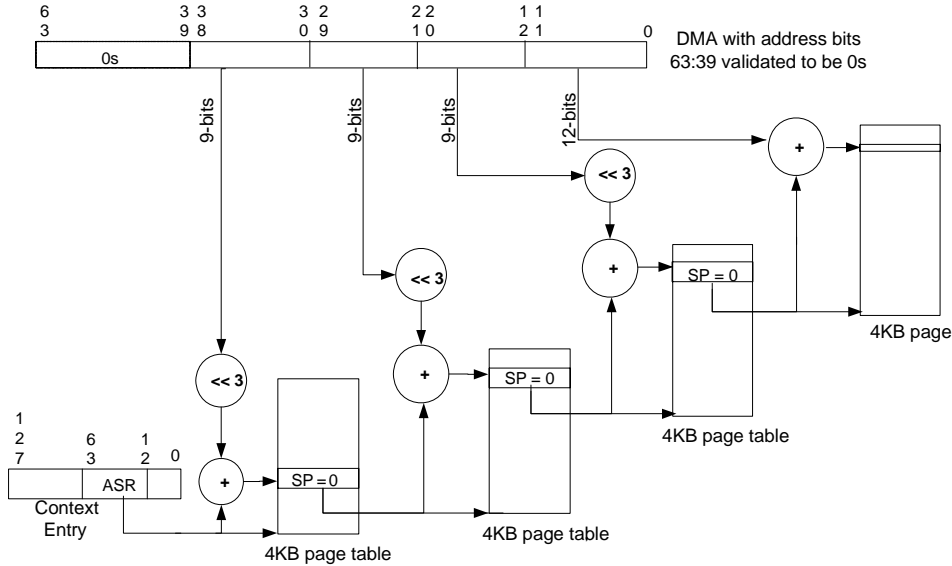 6 3 3 3 2 2 2 1 1
3 9 8 0 9 1 0 2 1 0
0s
DMA with address bits
63:39 validated to be 0s
9-bits
9-bits
9-bits
12-bits
+
<< 3
+
SP = 0
4KB page
<< 3
+
SP = 0
4KB page table
<< 3
1 6 1
2 3 2 0
7
ASR
+
SP = 0
Context
Entry
4KB page table
4KB page table